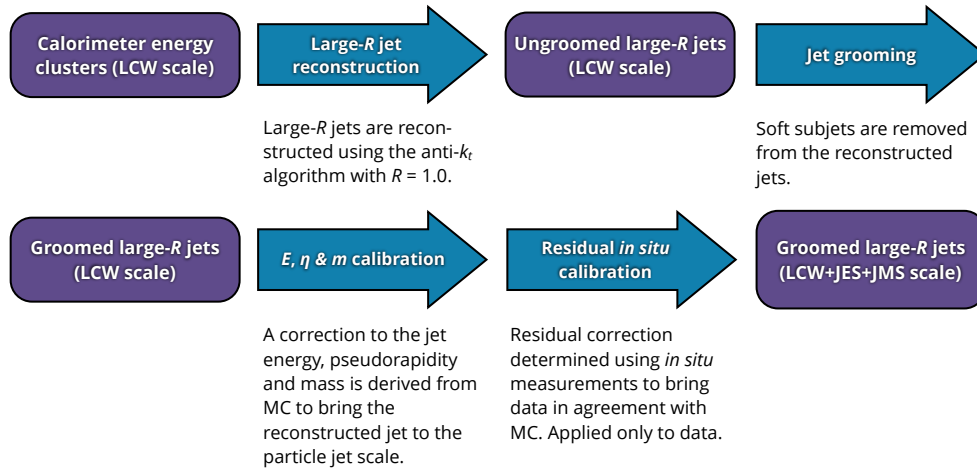 Calorimeter energy
clusters (LCW scale)
Large-R jet
reconstruction
Ungroomed large-R jets
(LCW scale)
Jet grooming
Large-R jets are recon-
structed using the anti-kt
algorithm with R = 1.0.
Soft subjets are removed
from the reconstructed
jets.
Groomed large-R jets
(LCW scale)
E, η & m calibration
Residual in situ
calibration
Groomed large-R jets
(LCW+JES+JMS scale)
A correction to the jet
energy, pseudorapidity
and mass is derived from
MC to bring the
reconstructed jet to the
particle jet scale.
Residual correction
determined using in situ
measurements to bring
data in agreement with
MC. Applied only to data.